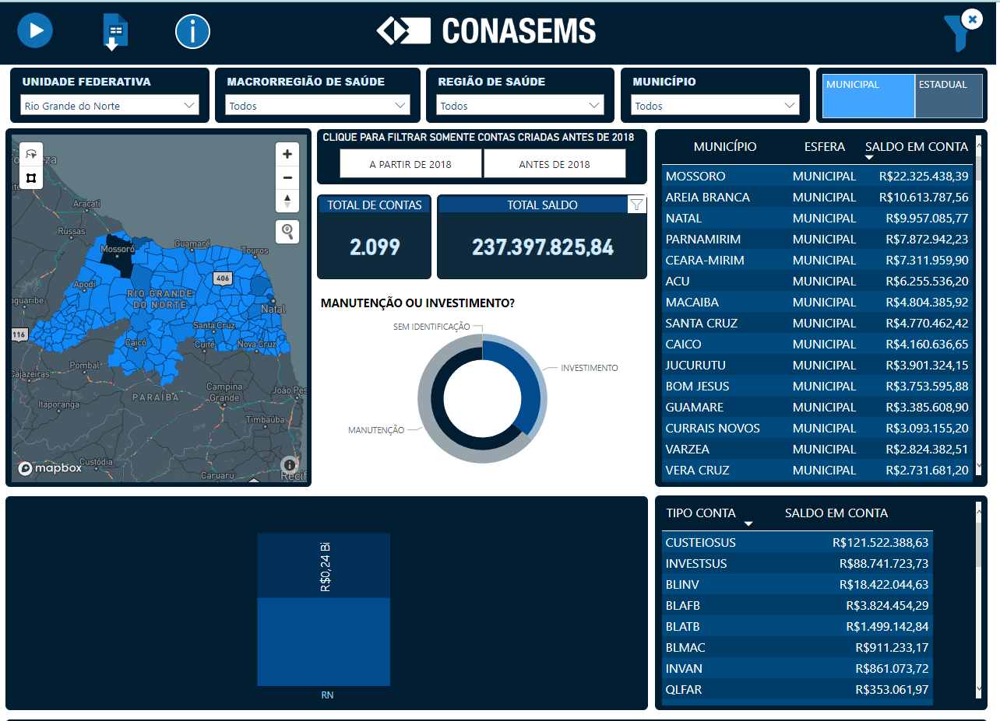 CONASEMS
UNIDADE FEDERATIVA
Rio Grande do Norte
MACRORREGIÃO DE SAÚDE
Todos
REGIÃO DE SAÚDE
Todos
MUNICÍPIO
Todos
MUNICIPAL
ESTADUAL
Aracati
Russas
Mossoró
Guamaré
Touros
406
Apodi
RIO GRANDE
DO NORTE
Natal
116
Santa Cruz
Caicó
Cuité
Nova Cruz
Pombal
Cajazeiras
Campina
Grande
João Pes
PARAÍBA
Itaporanga
Timbaúba
Custódia
mapbox
Caruaru
Recif
CLIQUE PARA FILTRAR SOMENTE CONTAS CRIADAS ANTES DE 2018
A PARTIR DE 2018
ANTES DE 2018
TOTAL DE CONTAS
2.099
TOTAL SALDO
237.397.825,84
MANUTENÇÃO OU INVESTIMENTO?
SEM IDENTIFICAÇÃO
INVESTIMENTO
MANUTENÇÃO
MUNICÍPIO ESFERA SALDO EM CONTA
MOSSORO MUNICIPAL R$22.325.438,39
AREIA BRANCA MUNICIPAL R$10.613.787,56
NATAL MUNICIPAL R$9.957.085,77
PARNAMIRIM MUNICIPAL R$7.872.942,23
CEARA-MIRIM MUNICIPAL R$7.311.959,90
ACU MUNICIPAL R$6.255.536,20
MACAIBA MUNICIPAL R$4.804.385,92
SANTA CRUZ MUNICIPAL R$4.770.462,42
CAICO MUNICIPAL R$4.160.636,65
JUCURUTU MUNICIPAL R$3.901.324,15
BOM JESUS MUNICIPAL R$3.753.595,88
GUAMARE MUNICIPAL R$3.385.608,90
CURRAIS NOVOS MUNICIPAL R$3.093.155,20
VARZEA MUNICIPAL R$2.824.382,51
VERA CRUZ MUNICIPAL R$2.731.681,20
R$0,24 Bi
RN
TIPO CONTA SALDO EM CONTA
CUSTEIOSUS R$121.522.388,63
INVESTSUS R$88.741.723,73
BLINV R$18.422.044,63
BLAFB R$3.824.454,29
BLATB R$1.499.142,84
BLMAC R$911.233,17
INVAN R$861.073,72
QLFAR R$353.061,97